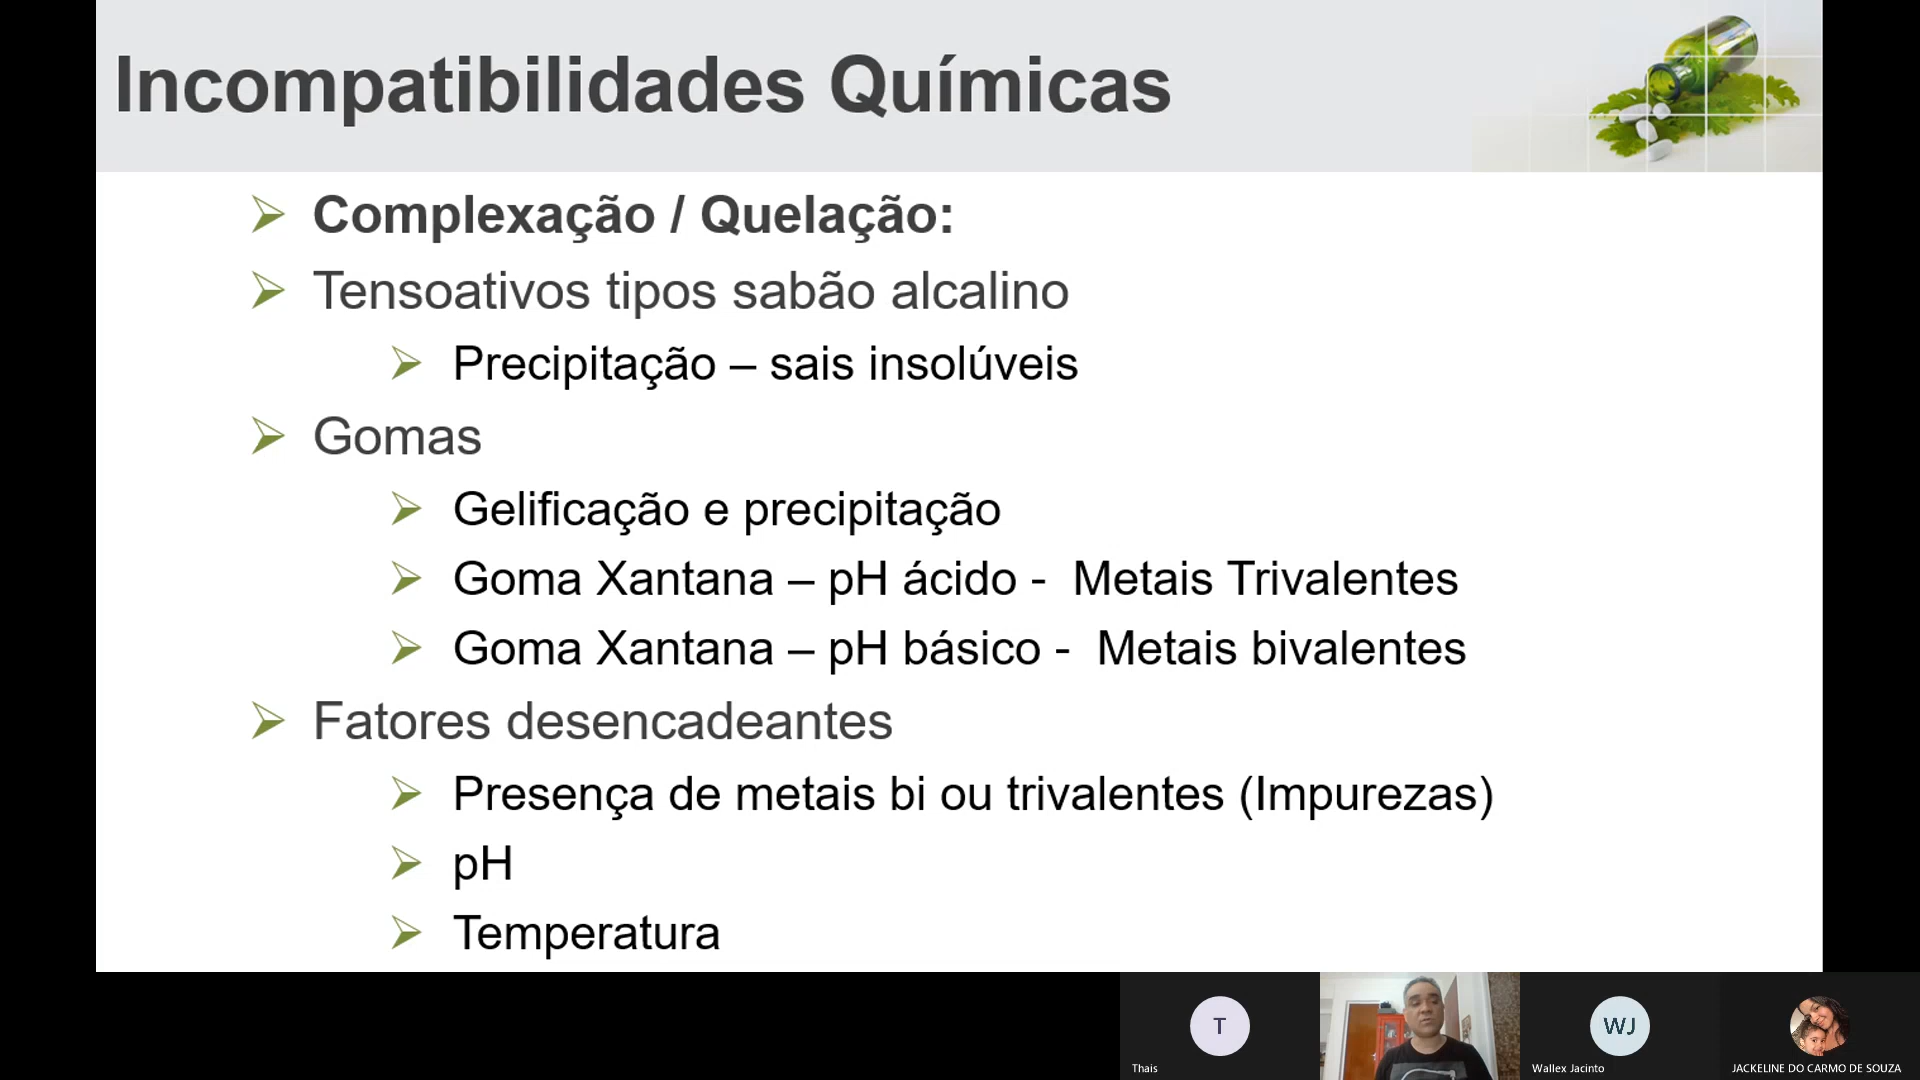 Incompatibilidades Químicas
Complexação / Quelação:
Tensoativos tipos sabão alcalino
Precipitação – sais insolúveis
Gomas
Gelificação e precipitação
Goma Xantana – pH ácido - Metais Trivalentes
Goma Xantana – pH básico - Metais bivalentes
Fatores desencadeantes
Presença de metais bi ou trivalentes (Impurezas)
pH
Temperatura
T
WJ
Thais
Wallex Jacinto
JACKELINE DO CARMO DE SOUZA